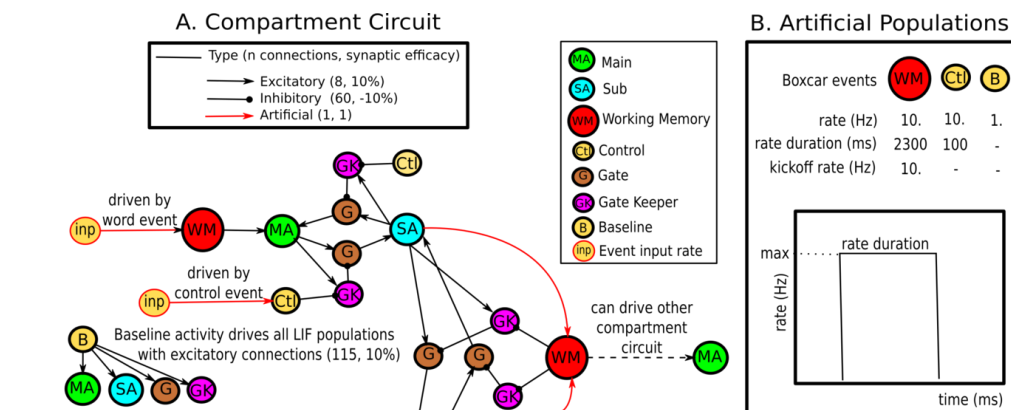 A. Compartment Circuit
Type (n connections, synaptic efficacy)
Excitatory (8, 10%)
Inhibitory (60, -10%)
Artificial (1, 1)
MA Main
SA Sub
WM Working Memory
Ctl Control
G Gate
GK Gate Keeper
B Baseline
inp Event input rate
GK
Ctl
driven by
word event
inp
WM
MA
G
SA
G
driven by
control event
inp
Ctl
GK
Baseline activity drives all LIF populations
with excitatory connections (115, 10%)
B
MA
SA
G
GK
GK
G
G
WM
GK
can drive other
compartment
circuit
MA
B. Artificial Populations
Boxcar events WM Ctl B
rate (Hz) 10. 10. 1.
rate duration (ms) 2300 100 -
kickoff rate (Hz) 10. - -
rate duration
max
rate (Hz)
time (ms)